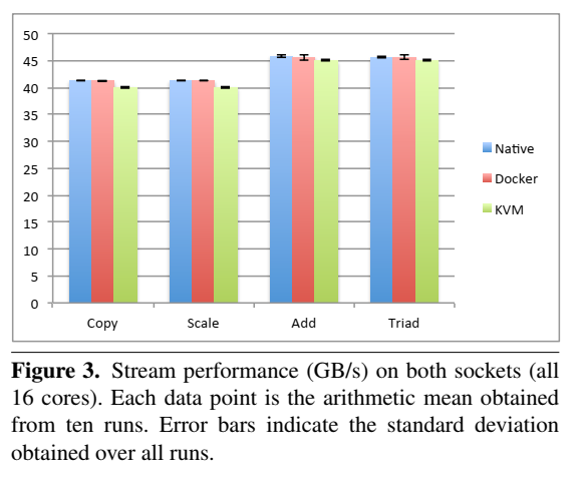 50
45
40
35
30
25
20
15
10
5
0
Copy Scale Add Triad
Native
Docker
KVM
Figure 3. Stream performance (GB/s) on both sockets (all
16 cores). Each data point is the arithmetic mean obtained
from ten runs. Error bars indicate the standard deviation
obtained over all runs.